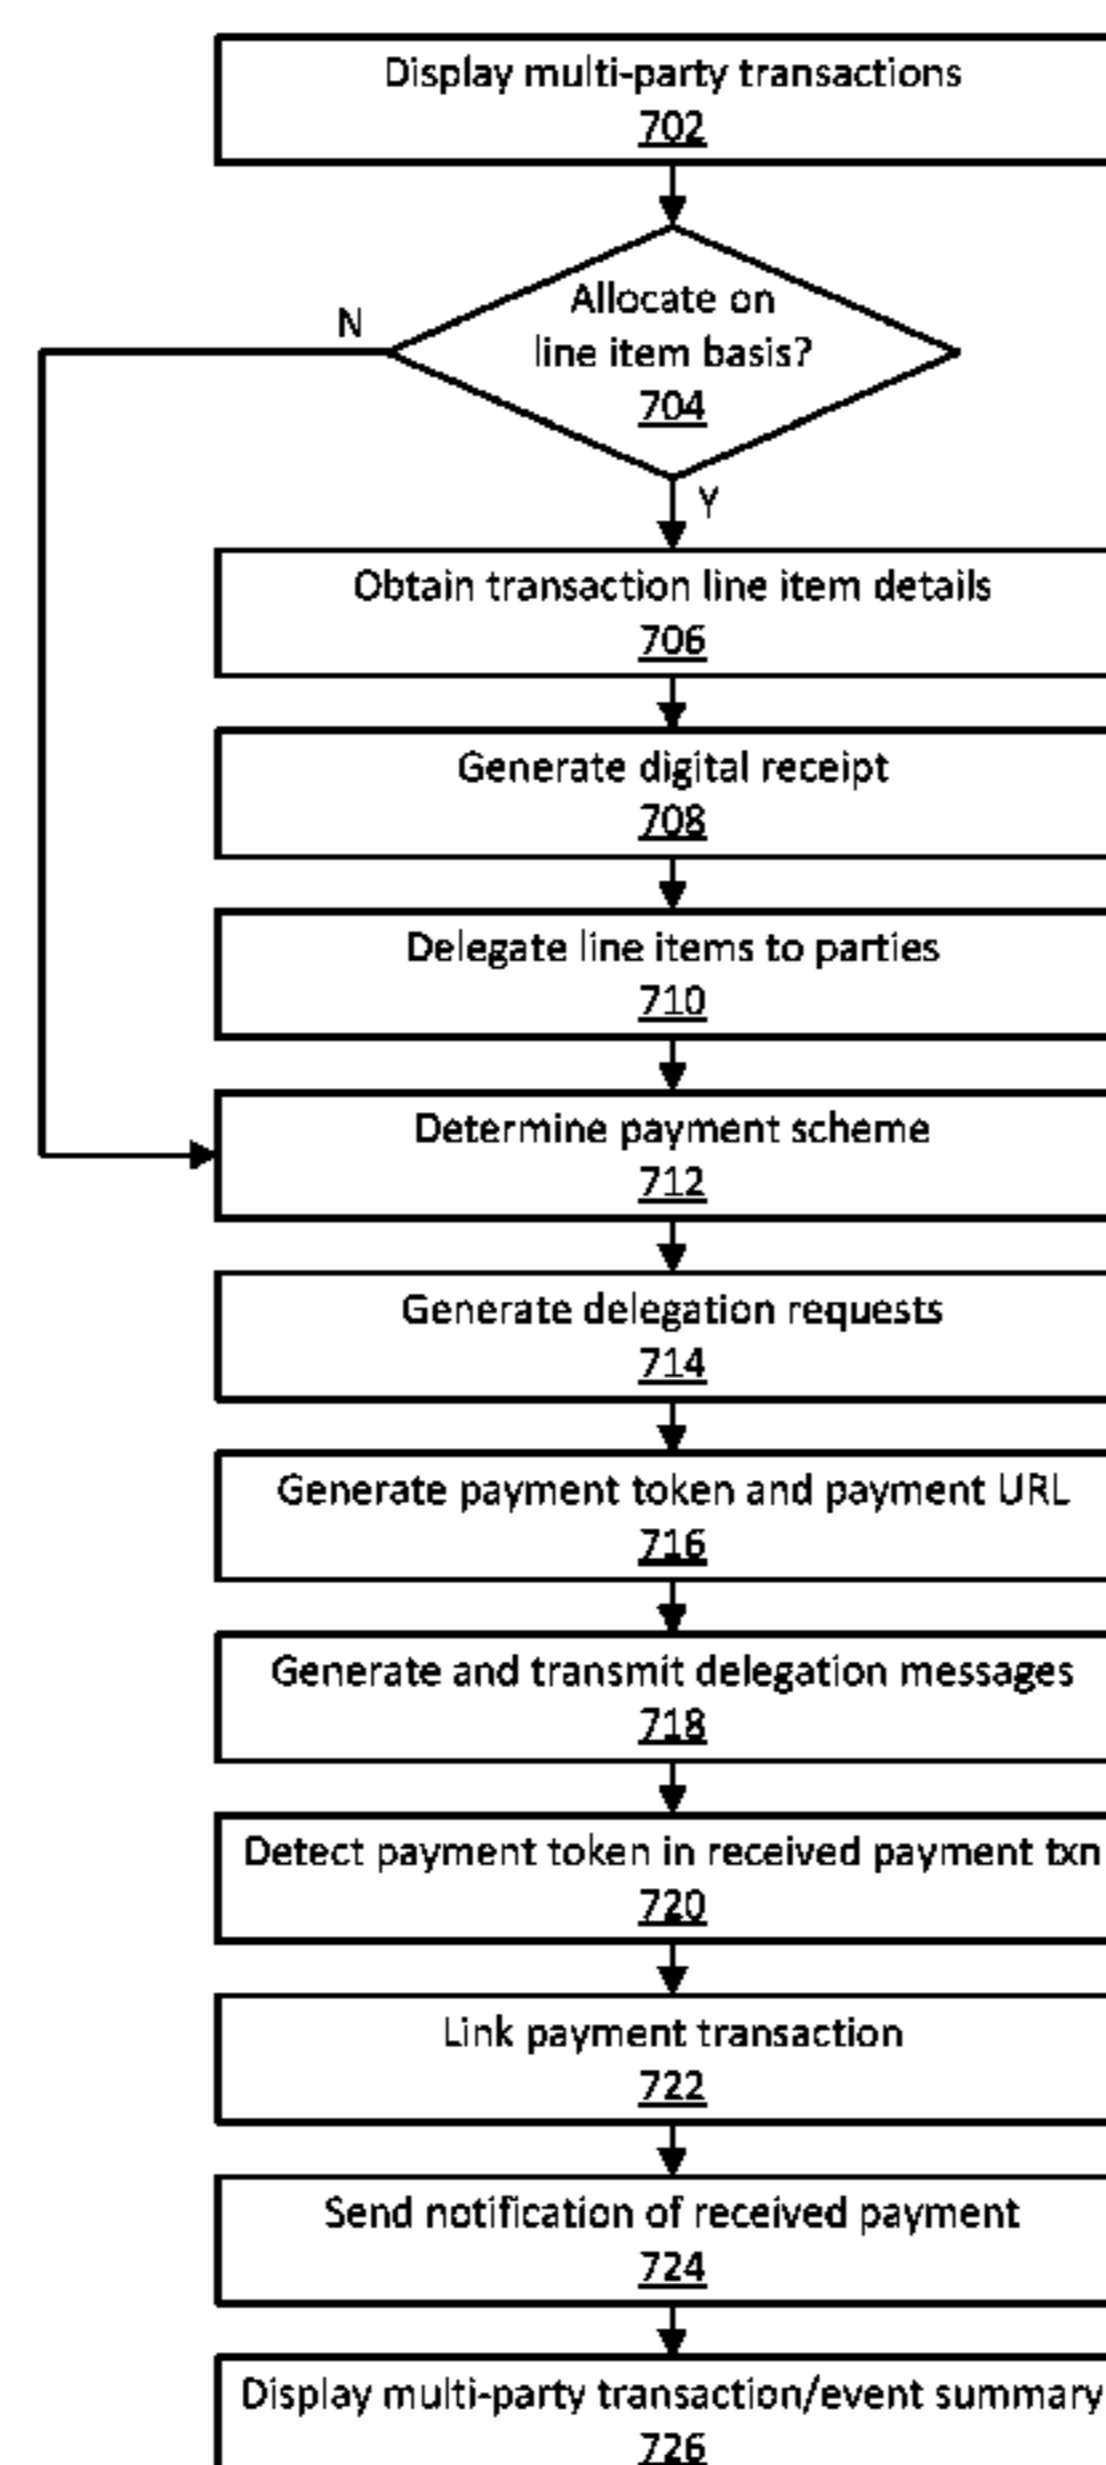 Display multi-party transactions
702
Allocate on
line item basis?
704
N
Y
Obtain transaction line item details
706
Generate digital receipt
708
Delegate line items to parties
710
Determine payment scheme
712
Generate delegation requests
714
Generate payment token and payment URL
716
Generate and transmit delegation messages
718
Detect payment token in received payment txn
720
Link payment transaction
722
Send notification of received payment
724
Display multi-party transaction/event summary
726